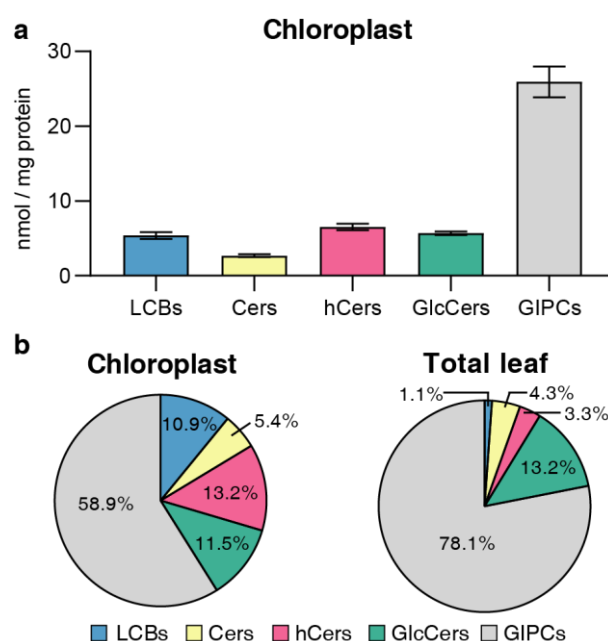 a
Chloroplast
nmol / mg protein
30
20
10
0
LCBs Cers hCers GlcCers GIPCs
b
Chloroplast
10.9%
5.4%
13.2%
11.5%
58.9%
Total leaf
1.1%
4.3%
3.3%
13.2%
78.1%
LCBs Cers hCers GlcCers GIPCs